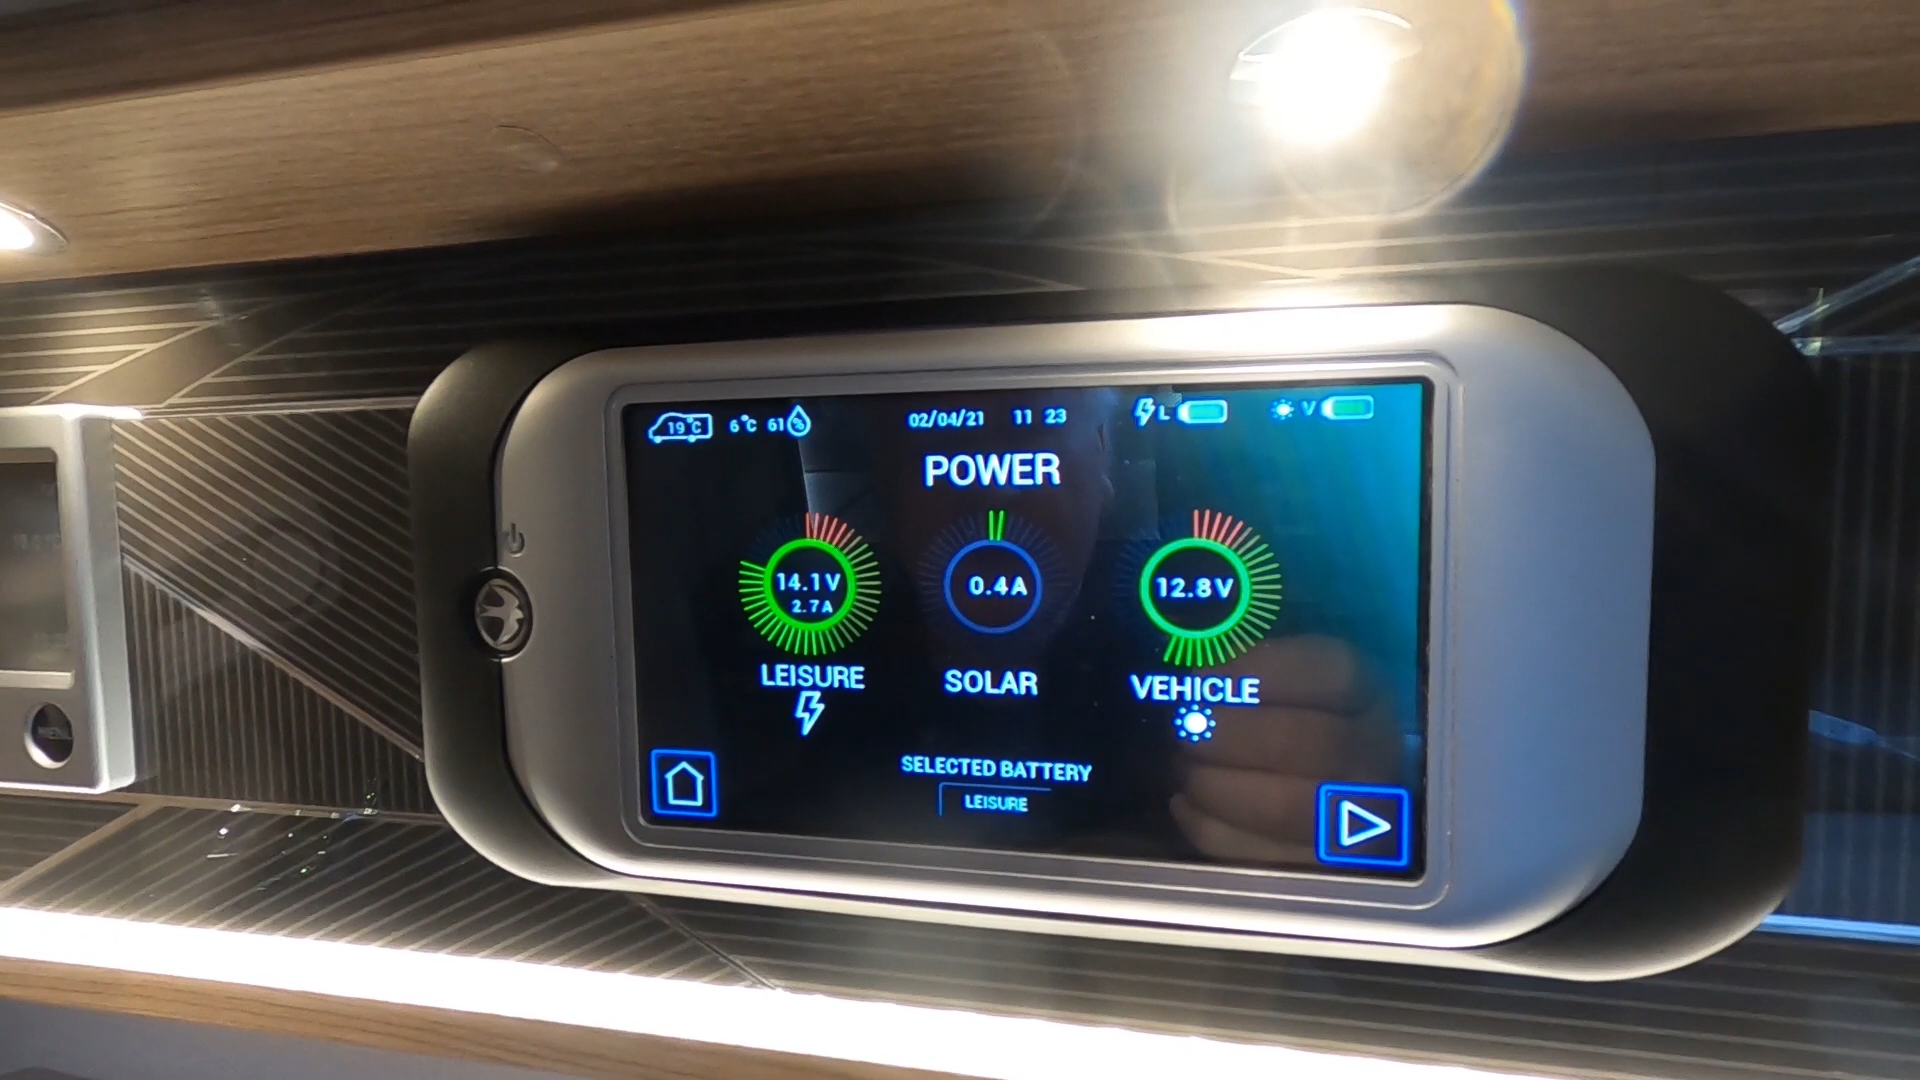 19°C 6°C 61% 02/04/21 11 23 L V
POWER
14.1V
2.7A
0.4A
12.8V
LEISURE
SOLAR
VEHICLE
SELECTED BATTERY
LEISURE
MENU